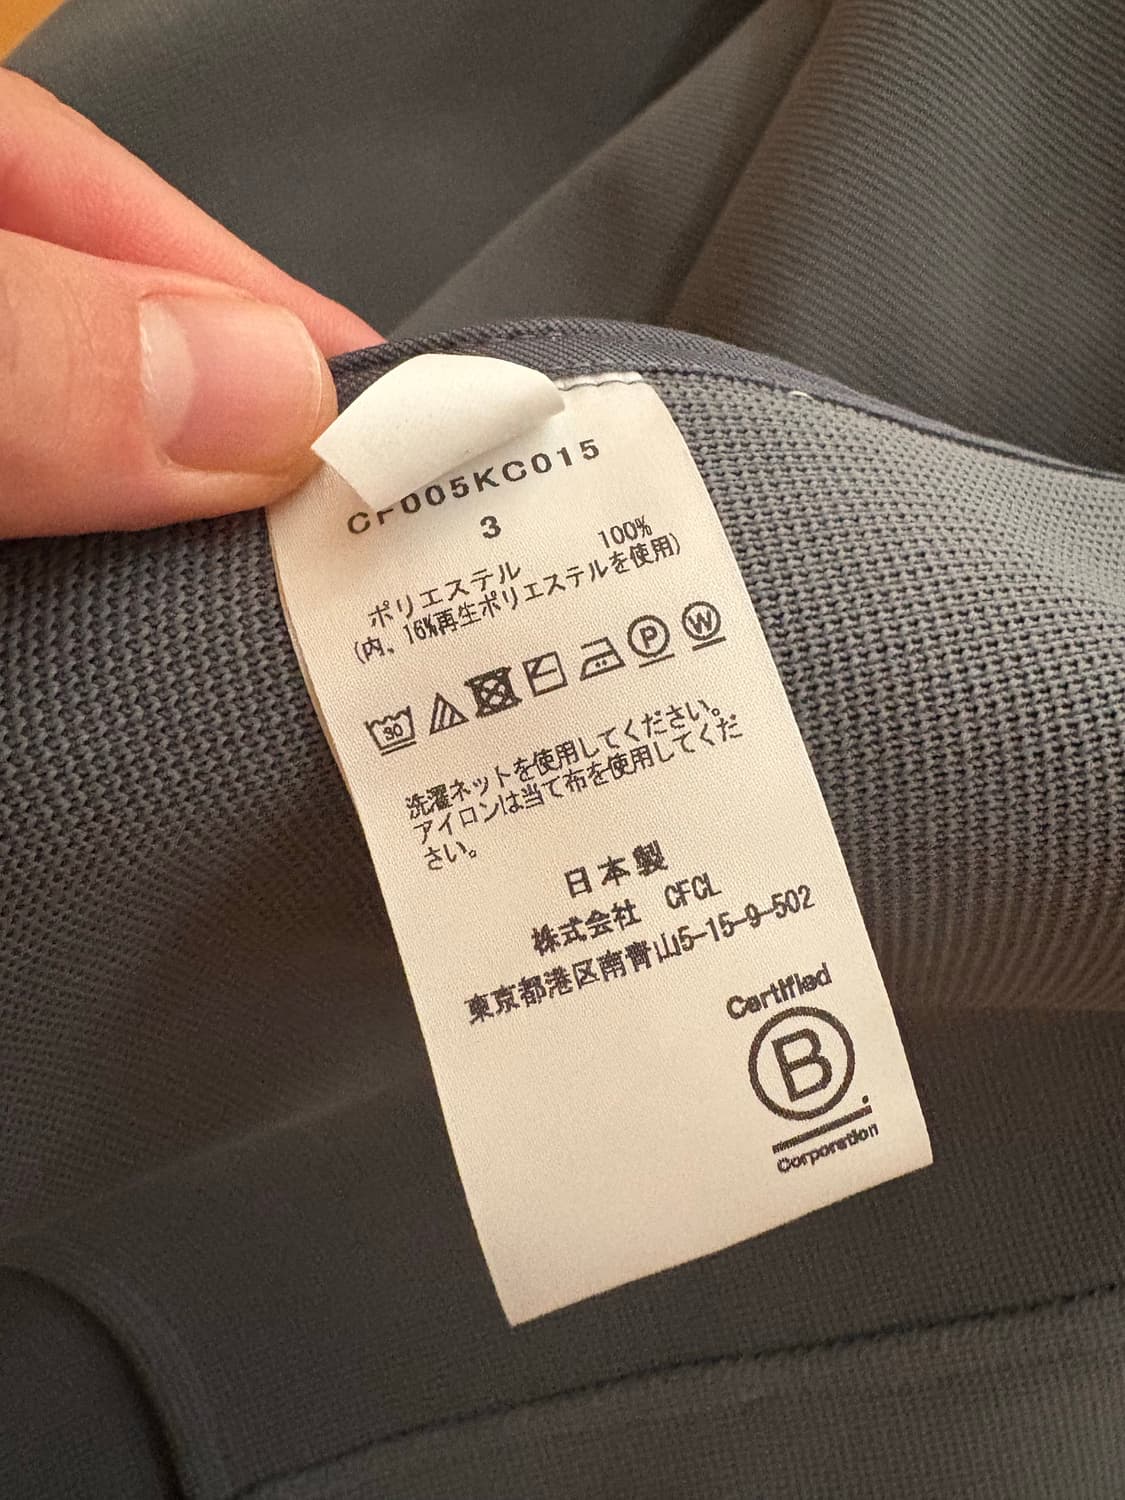 CF005KC015
3
ポリエステル 100%
(内、16%再生ポリエステルを使用)
30
P
W
洗濯ネットを使用してください。
アイロンは当て布を使用してくだ
さい。
日本製
株式会社 CFCL
東京都港区南青山5-15-9-502
Certified
B
Corporation